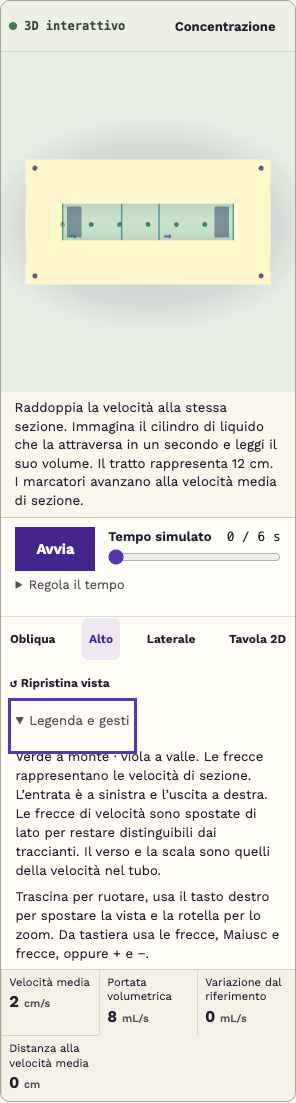 3D interattivo
Concentrazione
Raddoppia la velocità alla stessa
sezione. Immagina il cilindro di liquido
che la attraversa in un secondo e leggi il
suo volume. Il tratto rappresenta 12 cm.
I marcatori avanzano alla velocità media
di sezione.
Avvia
Tempo simulato 0 / 6 s
▶ Regola il tempo
Obliqua Alto Laterale Tavola 2D
↺ Ripristina vista
▼ Legenda e gesti
Verde a monte · viola a valle. Le frecce
rappresentano le velocità di sezione.
L’entrata è a sinistra e l’uscita a destra.
Le frecce di velocità sono spostate di
lato per restare distinguibili dai
traccianti. Il verso e la scala sono quelli
della velocità nel tubo.
Trascina per ruotare, usa il tasto destro
per spostare la vista e la rotella per lo
zoom. Da tastiera usa le frecce, Maiusc e
frecce, oppure + e −.
Velocità media
2 cm/s
Portata
volumetrica
8 mL/s
Variazione dal
riferimento
0 mL/s
Distanza alla
velocità media
0 cm